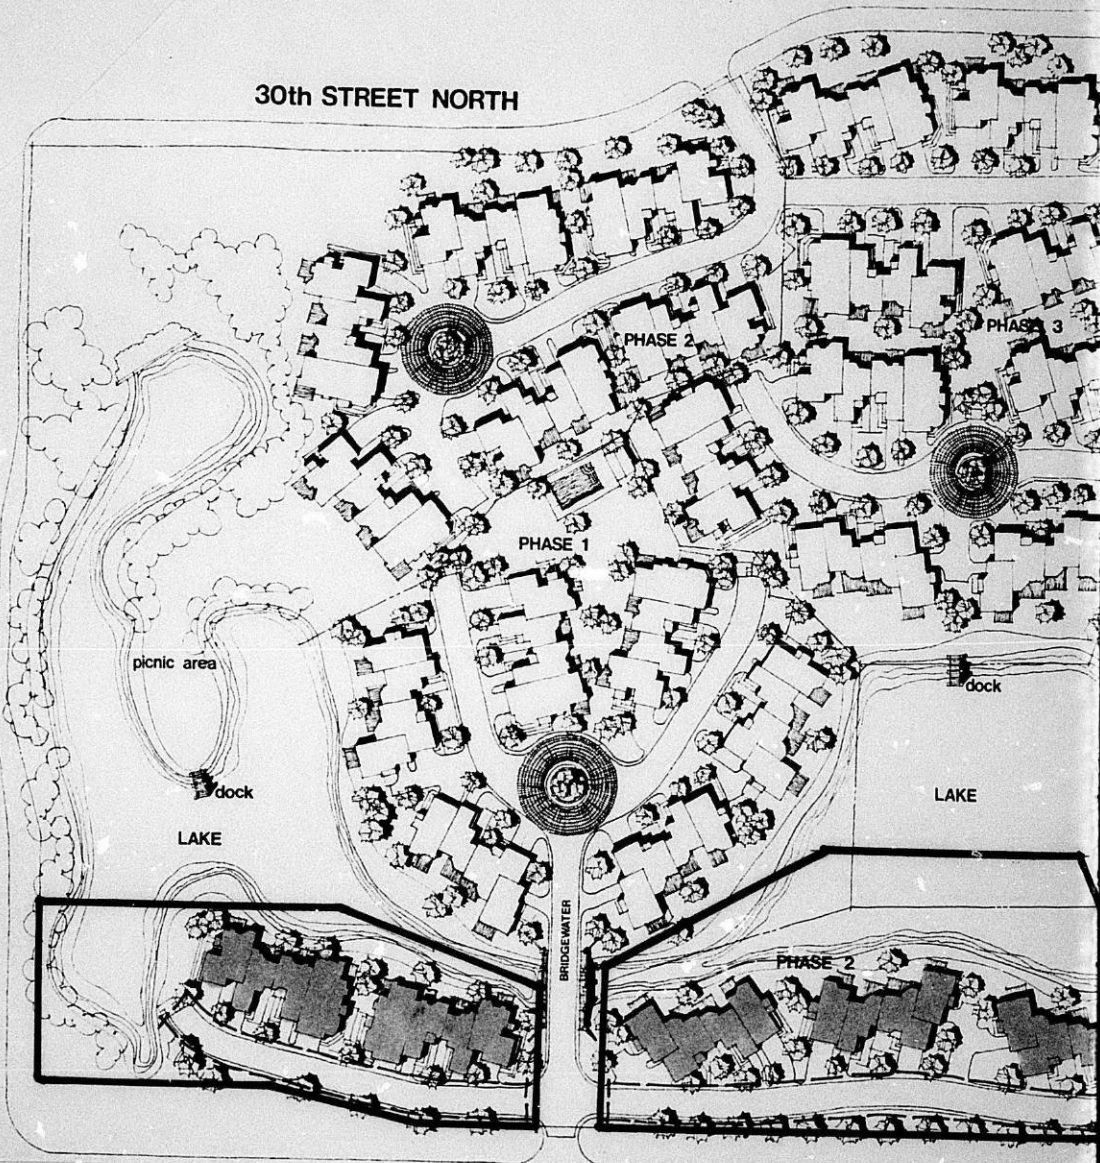 30th STREET NORTH
PHASE 2
PHASE 3
PHASE 1
picnic area
dock
dock
LAKE
LAKE
BRIDGEWATER
PHASE 2